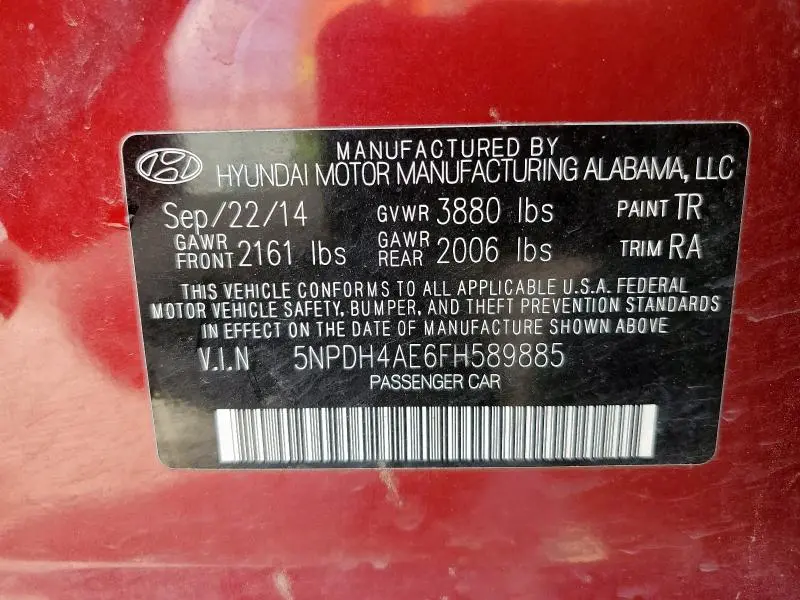 MANUFACTURED BY
HYUNDAI MOTOR MANUFACTURING ALABAMA, LLC
Sep/22/14 GVWR 3880 lbs PAINT TR
GAWR FRONT 2161 lbs GAWR REAR 2006 lbs TRIM RA
THIS VEHICLE CONFORMS TO ALL APPLICABLE U.S.A. FEDERAL
MOTOR VEHICLE SAFETY, BUMPER, AND THEFT PREVENTION STANDARDS
IN EFFECT ON THE DATE OF MANUFACTURE SHOWN ABOVE
V.I.N 5NPDH4AE6FH589885
PASSENGER CAR